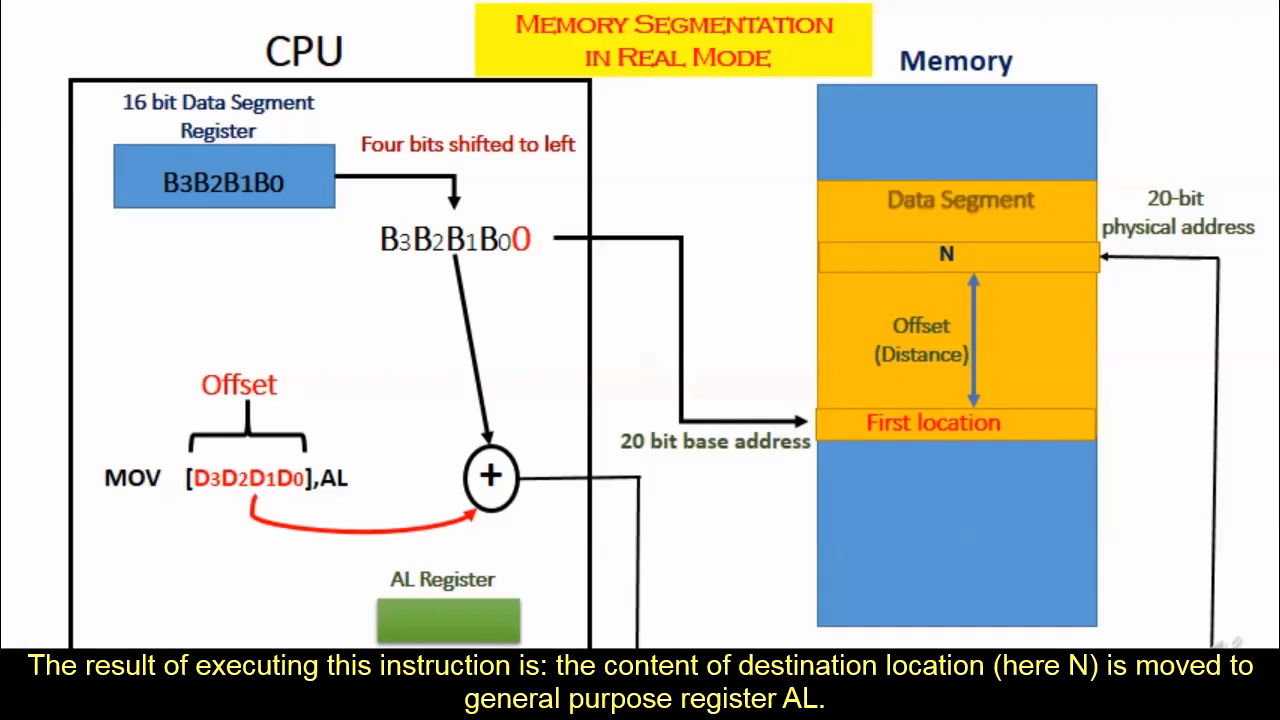 MEMORY SEGMENTATION
IN REAL MODE
CPU
Memory
16 bit Data Segment
Register
Four bits shifted to left
B3B2B1B0
B3B2B1B00
Data Segment
20-bit
physical address
N
Offset
(Distance)
Offset
First location
20 bit base address
MOV [D3D2D1D0],AL
+
AL Register
The result of executing this instruction is: the content of destination location (here N) is moved to
general purpose register AL.